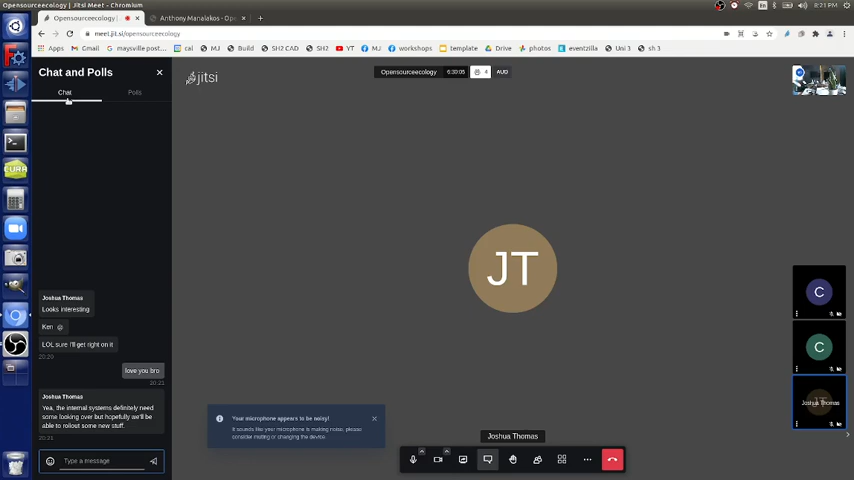 Opensourceecology | Jitsi Meet - Chromium
En
8:21 PM
Opensourceecology
Anthony Manalakos - Ope
meet.jit.si/opensourceecology
Apps
Gmail
maysville post...
cal
MJ
Build
SH2 CAD
SH2
YT
MJ
workshops
template
Drive
photos
eventzilla
Uni 3
sh 3
Chat and Polls
Chat
Polls
jitsi
Opensourceecology
6:30:05
4
AUD
JT
C
C
JT
Joshua Thomas
Joshua Thomas
Looks interesting
Ken
LOL sure I'll get right on it
20:20
love you bro
20:21
Joshua Thomas
Yea, the internal systems definitely need
some looking over but hopefully we'll be
able to rollout some new stuff.
20:21
Type a message
Your microphone appears to be noisy!
It sounds like your microphone is making noise, please
consider muting or changing the device.
Joshua Thomas
CURA